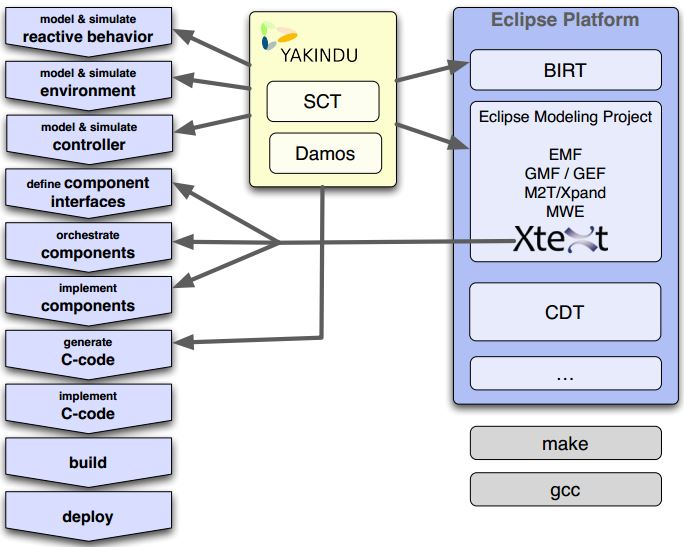 model & simulate
reactive behavior
model & simulate
environment
model & simulate
controller
define component
interfaces
orchestrate
components
implement
components
generate
C-code
implement
C-code
build
deploy
YAKINDU
SCT
Damos
Eclipse Platform
BIRT
Eclipse Modeling Project
EMF
GMF / GEF
M2T/Xpand
MWE
Xtext
CDT
...
make
gcc